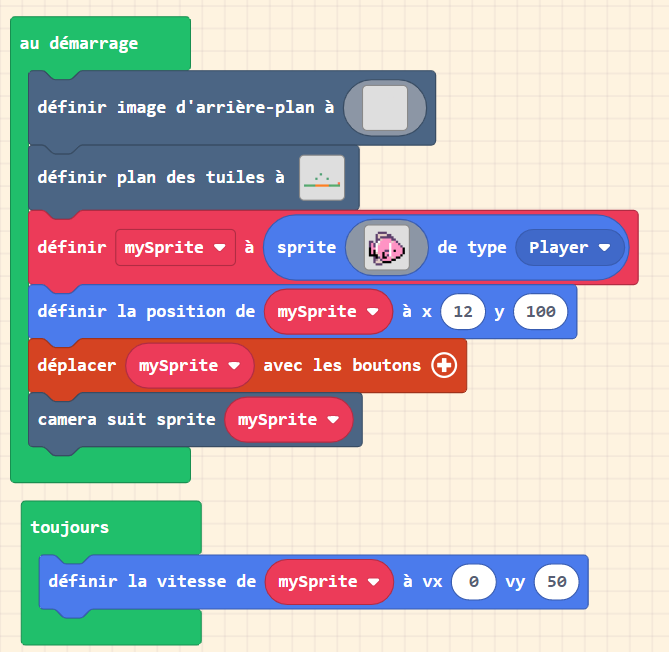 au démarrage
définir image d'arrière-plan à
définir plan des tuiles à
définir mySprite à sprite de type Player
définir la position de mySprite à x 12 y 100
déplacer mySprite avec les boutons
camera suit sprite mySprite
toujours
définir la vitesse de mySprite à vx 0 vy 50